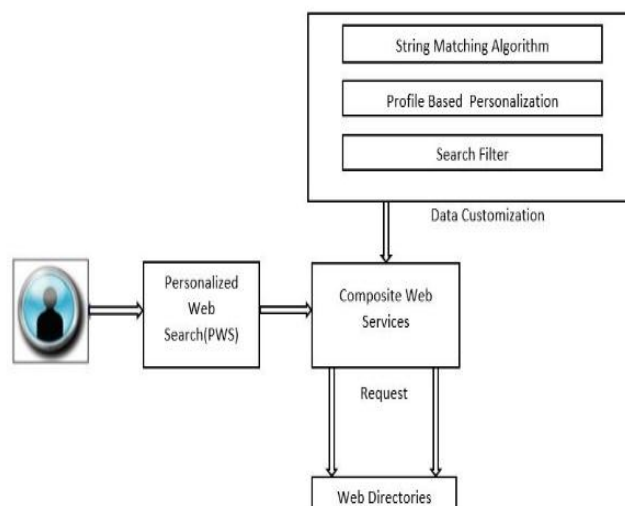 String Matching Algorithm
Profile Based Personalization
Search Filter
Data Customization
Personalized
Web
Search(PWS)
Composite Web
Services
Request
Web Directories